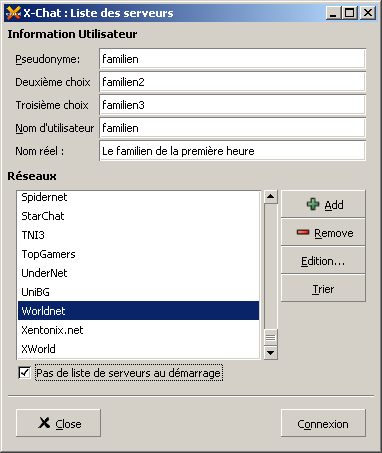 X-Chat : Liste des serveurs
Information Utilisateur
Pseudonyme: familien
Deuxième choix familien2
Troisième choix familien3
Nom d'utilisateur familien
Nom réel : Le familien de la première heure
Réseaux
Spidernet
StarChat
TNI3
TopGamers
UnderNet
UniBG
Worldnet
Xentonix.net
XWorld
Add
Remove
Edition...
Trier
Pas de liste de serveurs au démarrage
Close
Connexion